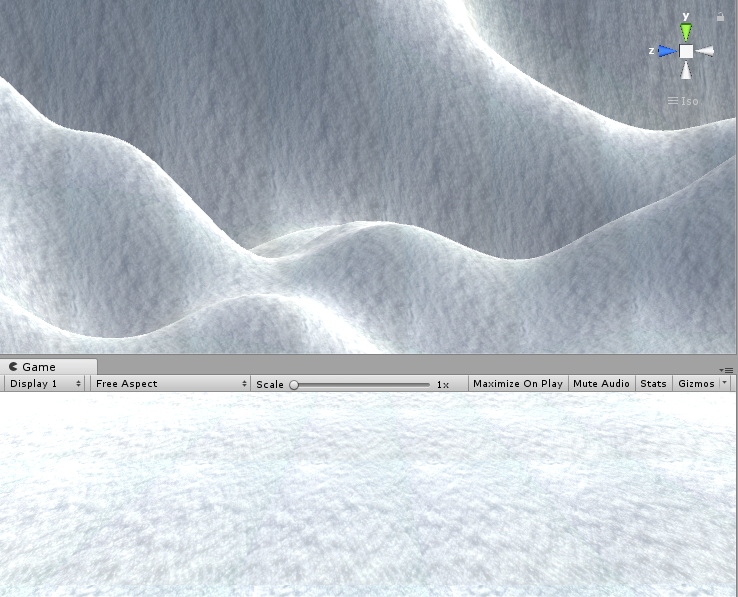 y
z
Iso
Game
Display 1 Free Aspect Scale 1x Maximize On Play Mute Audio Stats Gizmos